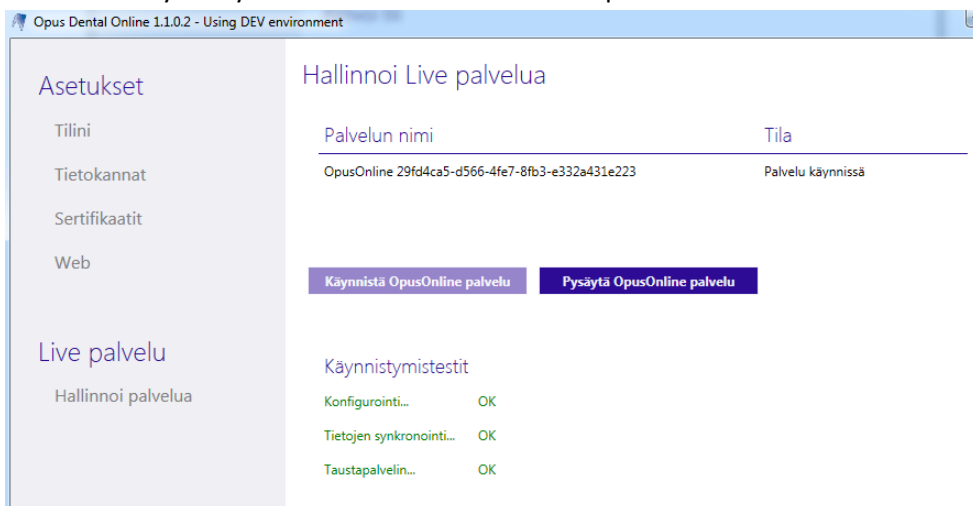 Opus Dental Online 1.1.0.2 - Using DEV environment
Asetukset
Tilini
Tietokannat
Sertifikaatit
Web
Live palvelu
Hallinnoi palvelua
Hallinnoi Live palvelua
Palvelun nimi Tila
OpusOnline 29fd4ca5-d566-4fe7-8fb3-e332a431e223 Palvelu käynnissä
Käynnistä OpusOnline palvelu Pysäytä OpusOnline palvelu
Käynnistymistestit
Konfigurointi... OK
Tietojen synkronointi... OK
Taustapalvelin... OK